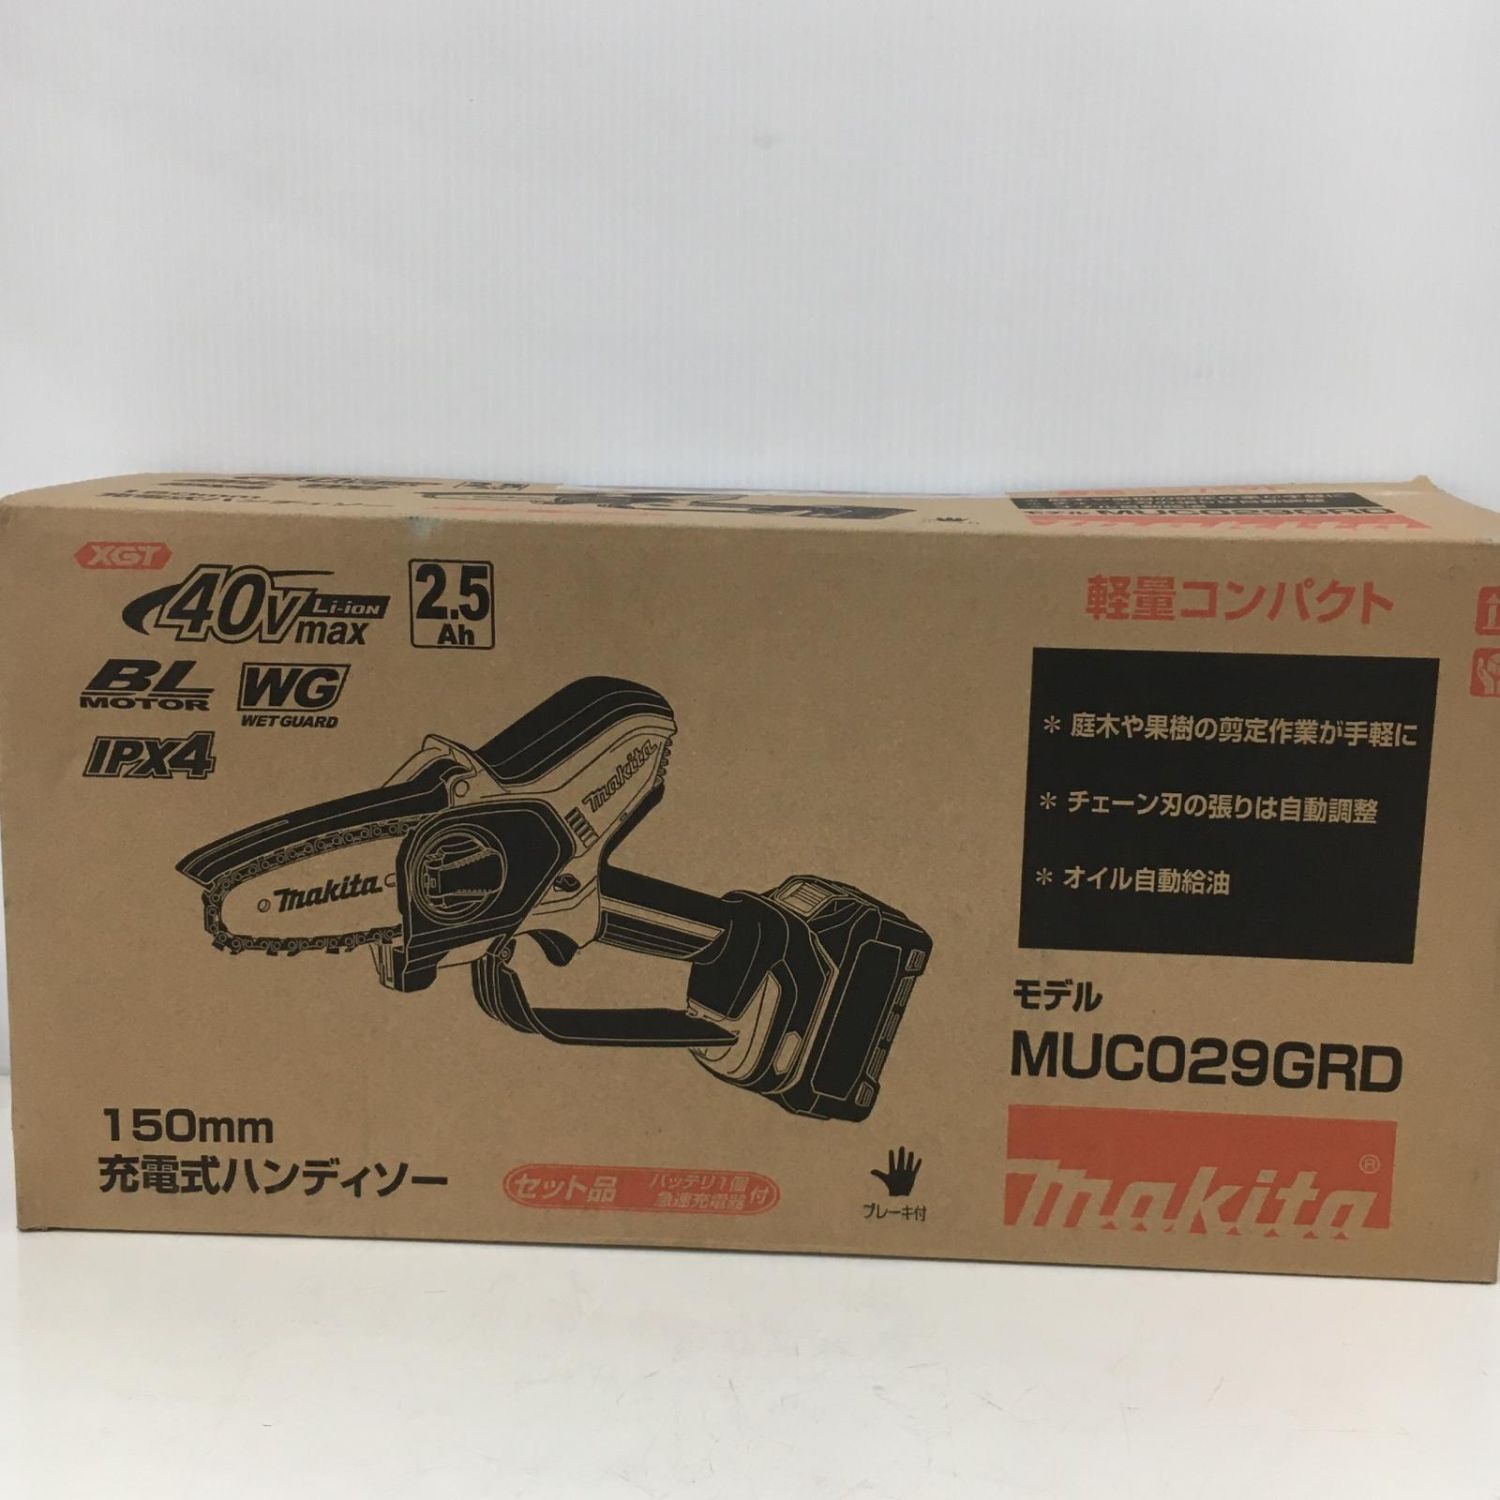 XGT
40Vmax Li-ion
2.5
Ah
BL
MOTOR
WG
WET GUARD
IPX4
makita
makita
150mm
充電式ハンディソー
セット品
バッテリ1個
急速充電器
付
ブレーキ付
軽量コンパクト
＊ 庭木や果樹の剪定作業が手軽に
＊ チェーン刃の張りは自動調整
＊ オイル自動給油
モデル
MUC029GRD
makita®